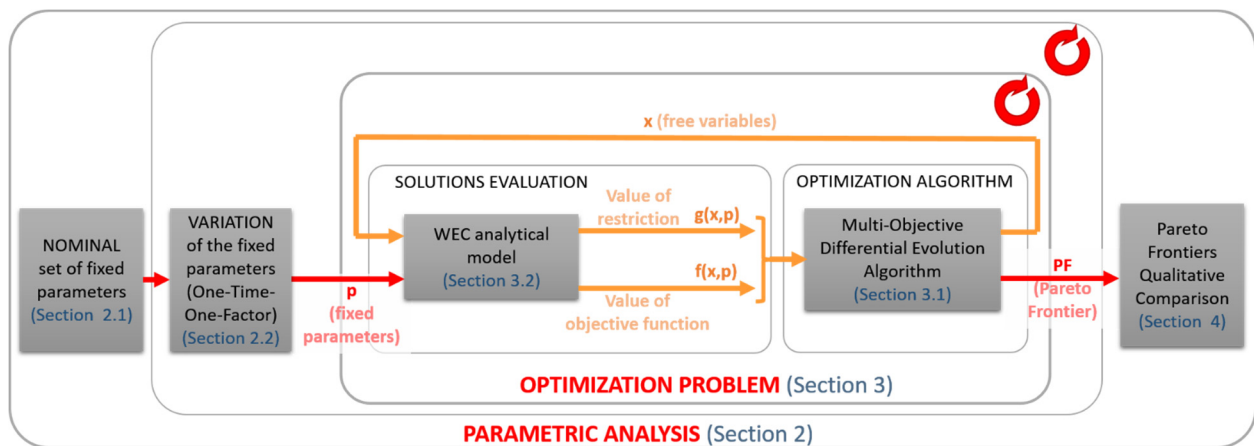 x (free variables)
SOLUTIONS EVALUATION
OPTIMIZATION ALGORITHM
NOMINAL
set of fixed
parameters
(Section 2.1)
VARIATION
of the fixed
parameters
(One-Time-
One-Factor)
(Section 2.2)
p
(fixed
parameters)
WEC analytical
model
(Section 3.2)
Value of
restriction
g(x,p)
f(x,p)
Value of
objective function
Multi-Objective
Differential Evolution
Algorithm
(Section 3.1)
PF
(Pareto
Frontier)
Pareto
Frontiers
Qualitative
Comparison
(Section 4)
OPTIMIZATION PROBLEM (Section 3)
PARAMETRIC ANALYSIS (Section 2)